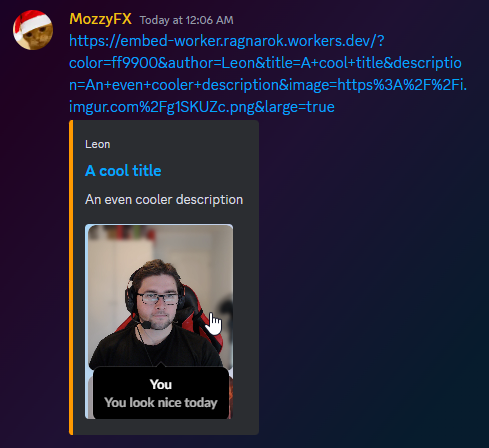 MozzyFX Today at 12:06 AM
https://embed-worker.ragnarok.workers.dev/?
color=ff9900&author=Leon&title=A+cool+title&descriptio
n=An+even+cooler+description&image=https%3A%2F%2Fi.
imgur.com%2Fg1SKUZc.png&large=true
Leon
A cool title
An even cooler description
You
You look nice today